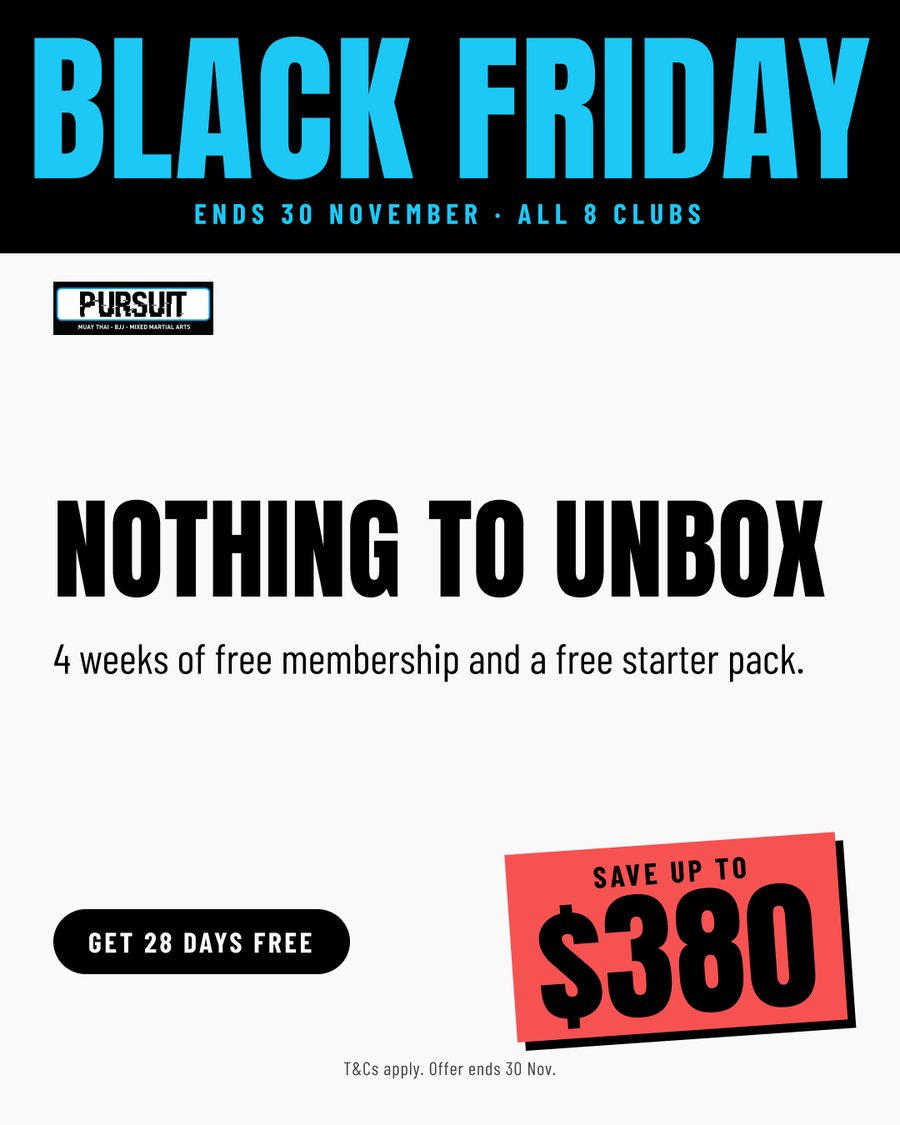 BLACK FRIDAY
ENDS 30 NOVEMBER · ALL 8 CLUBS
PURSUIT
MUAY THAI - BJJ - MIXED MARTIAL ARTS
NOTHING TO UNBOX
4 weeks of free membership and a free starter pack.
SAVE UP TO
$380
GET 28 DAYS FREE
T&Cs apply. Offer ends 30 Nov.